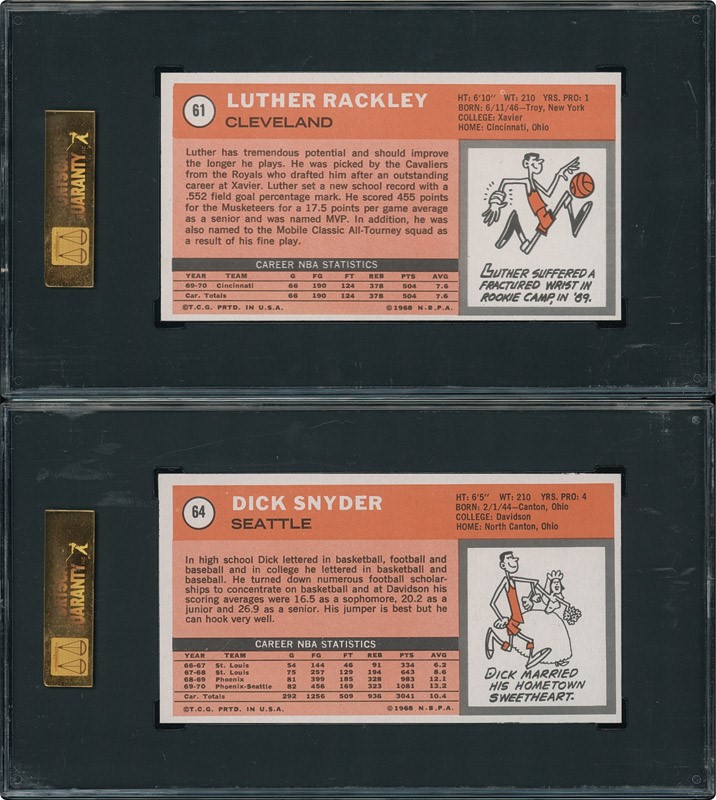 61
LUTHER RACKLEY
CLEVELAND
HT: 6'10" WT: 210 YRS. PRO: 1
BORN: 6/11/46—Troy, New York
COLLEGE: Xavier
HOME: Cincinnati, Ohio
Luther has tremendous potential and should improve
the longer he plays. He was picked by the Cavaliers
from the Royals who drafted him after an outstanding
career at Xavier. Luther set a new school record with a
.552 field goal percentage mark. He scored 455 points
for the Musketeers for a 17.5 points per game average
as a senior and was named MVP. In addition, he was
also named to the Mobile Classic All-Tourney squad as
a result of his fine play.
CAREER NBA STATISTICS
YEAR TEAM G FG FT REB PTS AVG
69-70 Cincinnati 66 190 124 378 504 7.6
Car. Totals 66 190 124 378 504 7.6
©T.C.G. PRTD. IN U.S.A. ©1968 N.B.P.A.
LUTHER SUFFERED A
FRACTURED WRIST IN
ROOKIE CAMP, IN '69.
ARANTY
64
DICK SNYDER
SEATTLE
HT: 6'5" WT: 210 YRS. PRO: 4
BORN: 2/1/44—Canton, Ohio
COLLEGE: Davidson
HOME: North Canton, Ohio
In high school Dick lettered in basketball, football and
baseball and in college he lettered in basketball and
baseball. He turned down numerous football scholar-
ships to concentrate on basketball and at Davidson his
scoring averages were 16.5 as a sophomore, 20.2 as a
junior and 26.9 as a senior. His jumper is best but he
can hook very well.
CAREER NBA STATISTICS
YEAR TEAM G FG FT REB PTS AVG
66-67 St. Louis 54 144 46 91 334 6.2
67-68 St. Louis 75 257 129 194 643 8.6
68-69 Phoenix 81 399 185 328 983 12.1
69-70 Phoenix-Seattle 82 456 169 323 1081 13.2
Car. Totals 292 1256 509 936 3041 10.4
©T.C.G. PRTD. IN U.S.A. ©1968 N.B.P.A.
DICK MARRIED
HIS HOMETOWN
SWEETHEART.
ARANTY